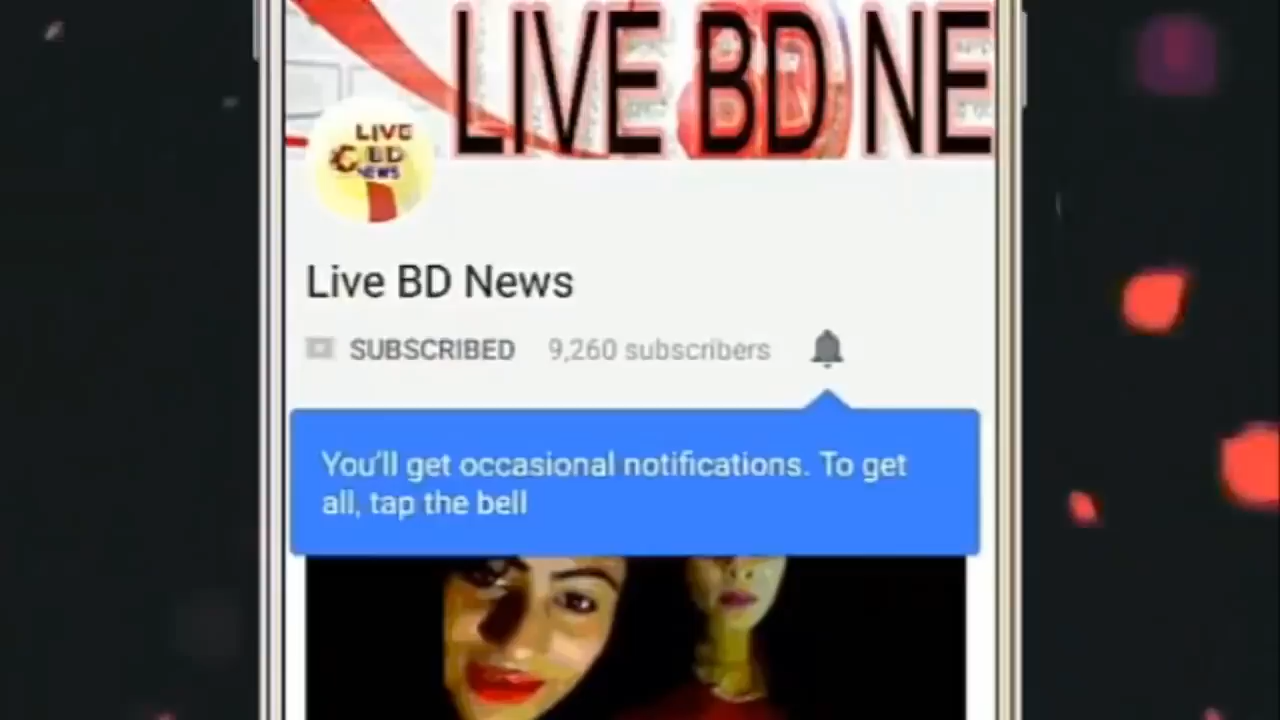 LIVE BD NE
LIVE
BD
NEWS
Live BD News
SUBSCRIBED 9,260 subscribers
You'll get occasional notifications. To get
all, tap the bell